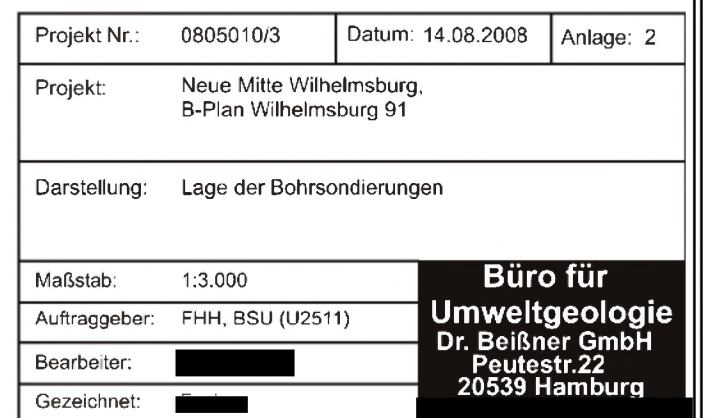 Projekt Nr.: 0805010/3 Datum: 14.08.2008 Anlage: 2
Projekt: Neue Mitte Wilhelmsburg,
B-Plan Wilhelmsburg 91
Darstellung: Lage der Bohrsondierungen
Maßstab: 1:3.000
Auftraggeber: FHH, BSU (U2511)
Bearbeiter:
Gezeichnet:
Büro für
Umweltgeologie
Dr. Beißner GmbH
Peutestr.22
20539 Hamburg